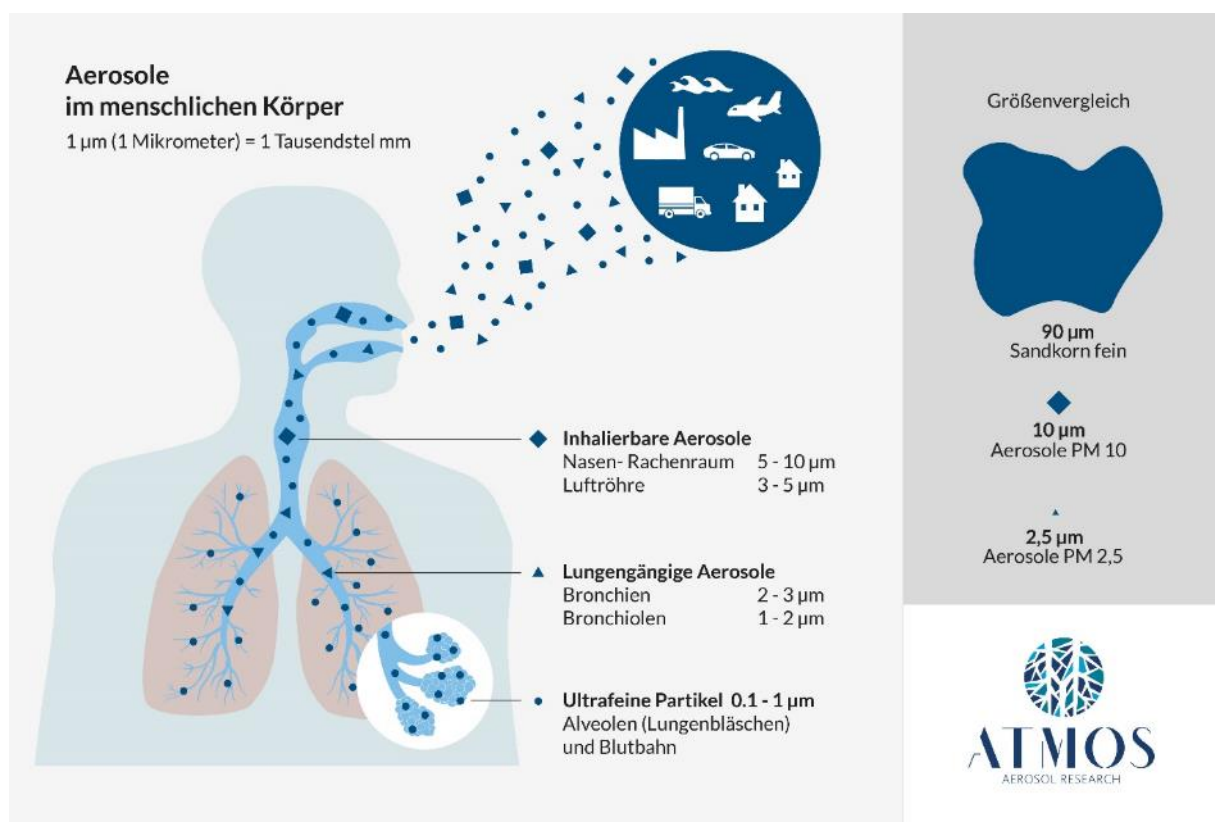 Aerosole
im menschlichen Körper
1 µm (1 Mikrometer) = 1 Tausendstel mm
Inhalierbare Aerosole
Nasen- Rachenraum 5 - 10 µm
Luftröhre 3 - 5 µm
Lungengängige Aerosole
Bronchien 2 - 3 µm
Bronchiolen 1 - 2 µm
Ultrafeine Partikel 0.1 - 1 µm
Alveolen (Lungenbläschen)
und Blutbahn
Größenvergleich
90 µm
Sandkorn fein
10 µm
Aerosole PM 10
2,5 µm
Aerosole PM 2,5
ATMOS
AEROSOL RESEARCH